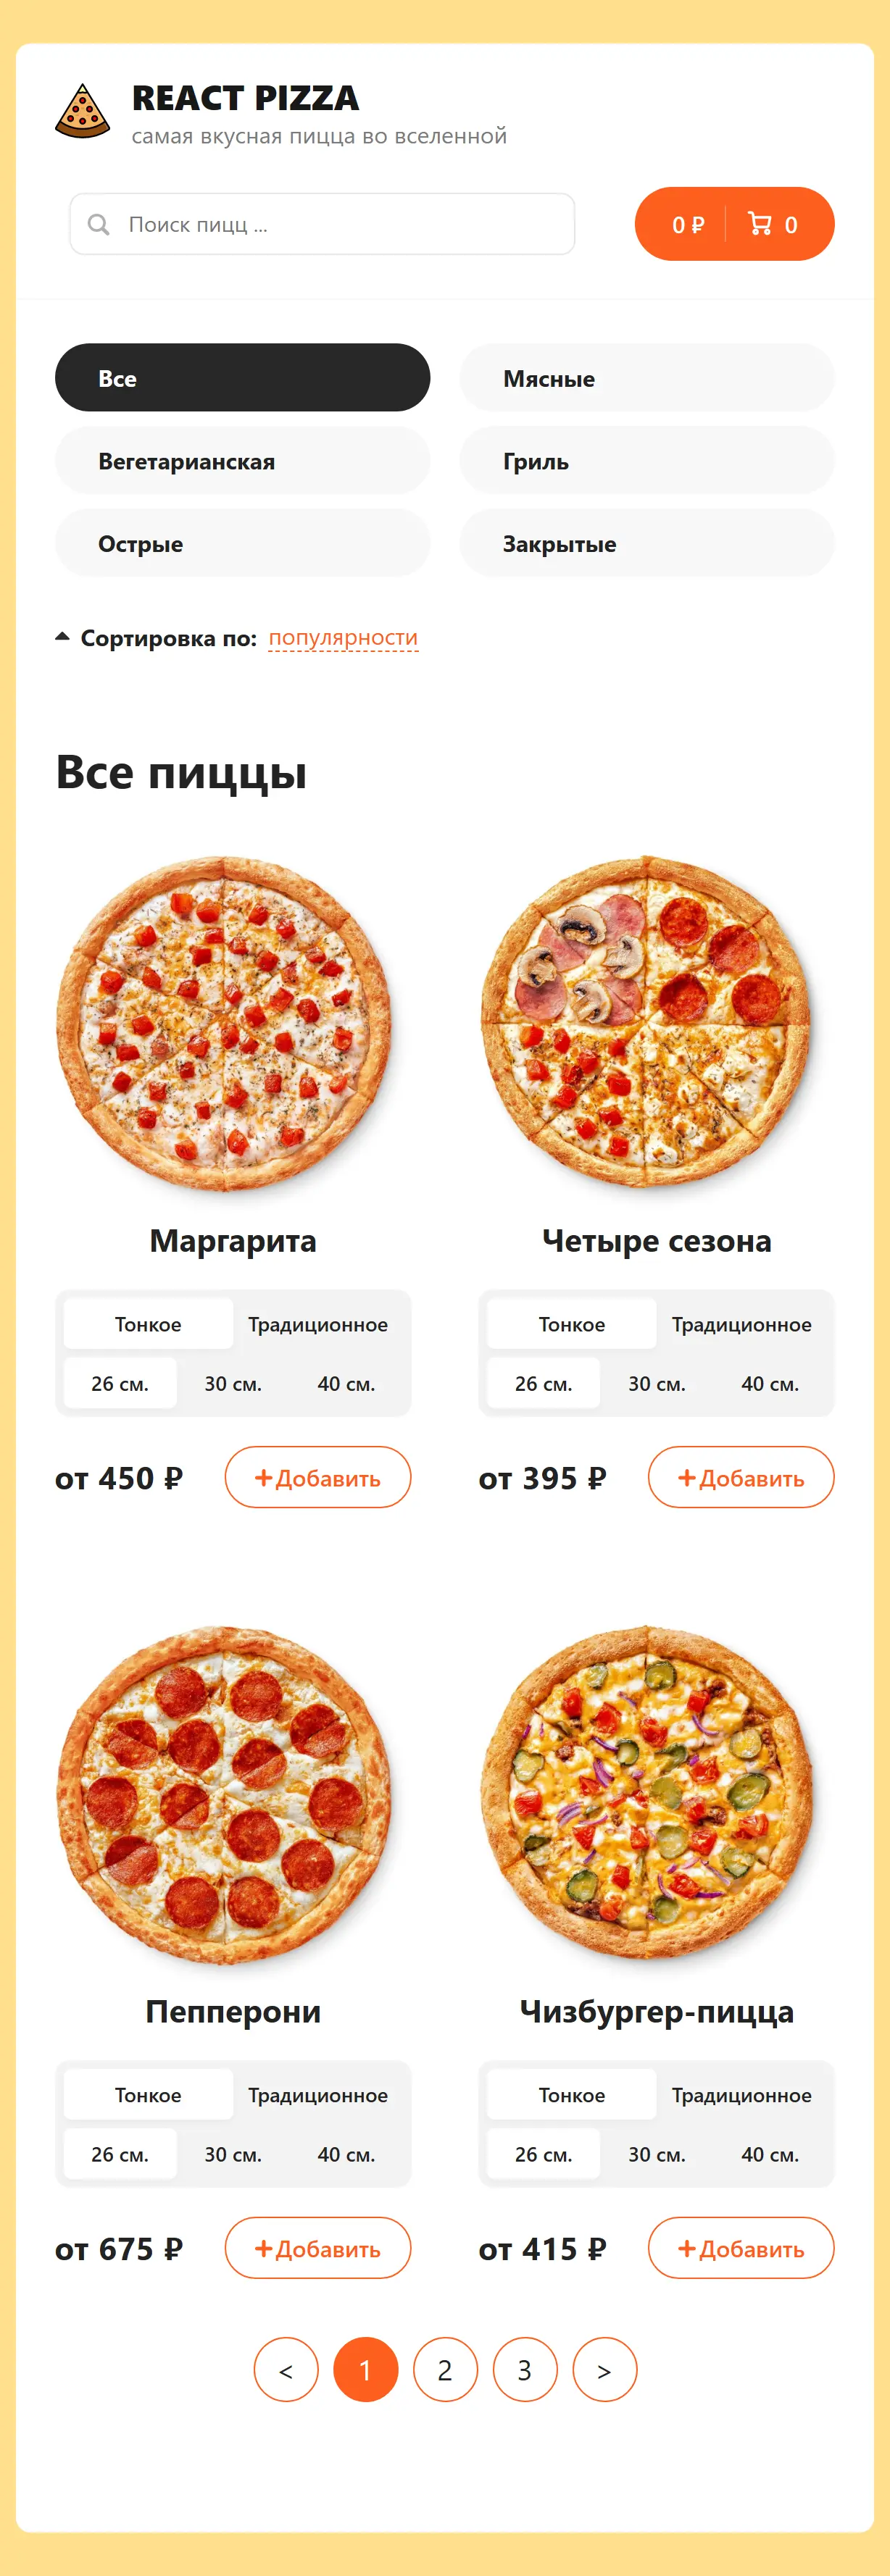 REACT PIZZA
самая вкусная пицца во вселенной
Поиск пицц ...
0 ₽ 0
Все Мясные
Вегетарианская Гриль
Острые Закрытые
Сортировка по: популярности
Все пиццы
Маргарита Четыре сезона
Тонкое Традиционное Тонкое Традиционное
26 см. 30 см. 40 см. 26 см. 30 см. 40 см.
от 450 ₽ +Добавить от 395 ₽ +Добавить
Пепперони Чизбургер-пицца
Тонкое Традиционное Тонкое Традиционное
26 см. 30 см. 40 см. 26 см. 30 см. 40 см.
от 675 ₽ +Добавить от 415 ₽ +Добавить
< 1 2 3 >